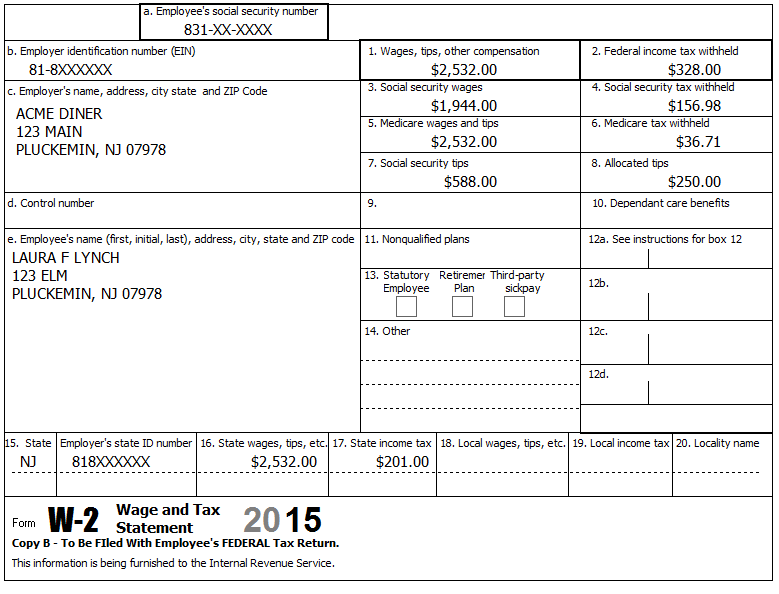 a. Employee's social security number
831-XX-XXXX
b. Employer identification number (EIN)
81-8XXXXXX
1. Wages, tips, other compensation
$2,532.00
2. Federal income tax withheld
$328.00
c. Employer's name, address, city state and ZIP Code
ACME DINER
123 MAIN
PLUCKEMIN, NJ 07978
3. Social security wages
$1,944.00
4. Social security tax withheld
$156.98
5. Medicare wages and tips
$2,532.00
6. Medicare tax withheld
$36.71
7. Social security tips
$588.00
8. Allocated tips
$250.00
d. Control number
9.
10. Dependant care benefits
e. Employee's name (first, initial, last), address, city, state and ZIP code
LAURA F LYNCH
123 ELM
PLUCKEMIN, NJ 07978
11. Nonqualified plans
12a. See instructions for box 12
13. Statutory Employee
Retiremer Plan
Third-party sickpay
12b.
14. Other
12c.
12d.
15. State
NJ
Employer's state ID number
818XXXXXX
16. State wages, tips, etc.
$2,532.00
17. State income tax
$201.00
18. Local wages, tips, etc.
19. Local income tax
20. Locality name
Form W-2 Wage and Tax Statement 2015
Copy B - To Be FIled With Employee's FEDERAL Tax Return.
This information is being furnished to the Internal Revenue Service.